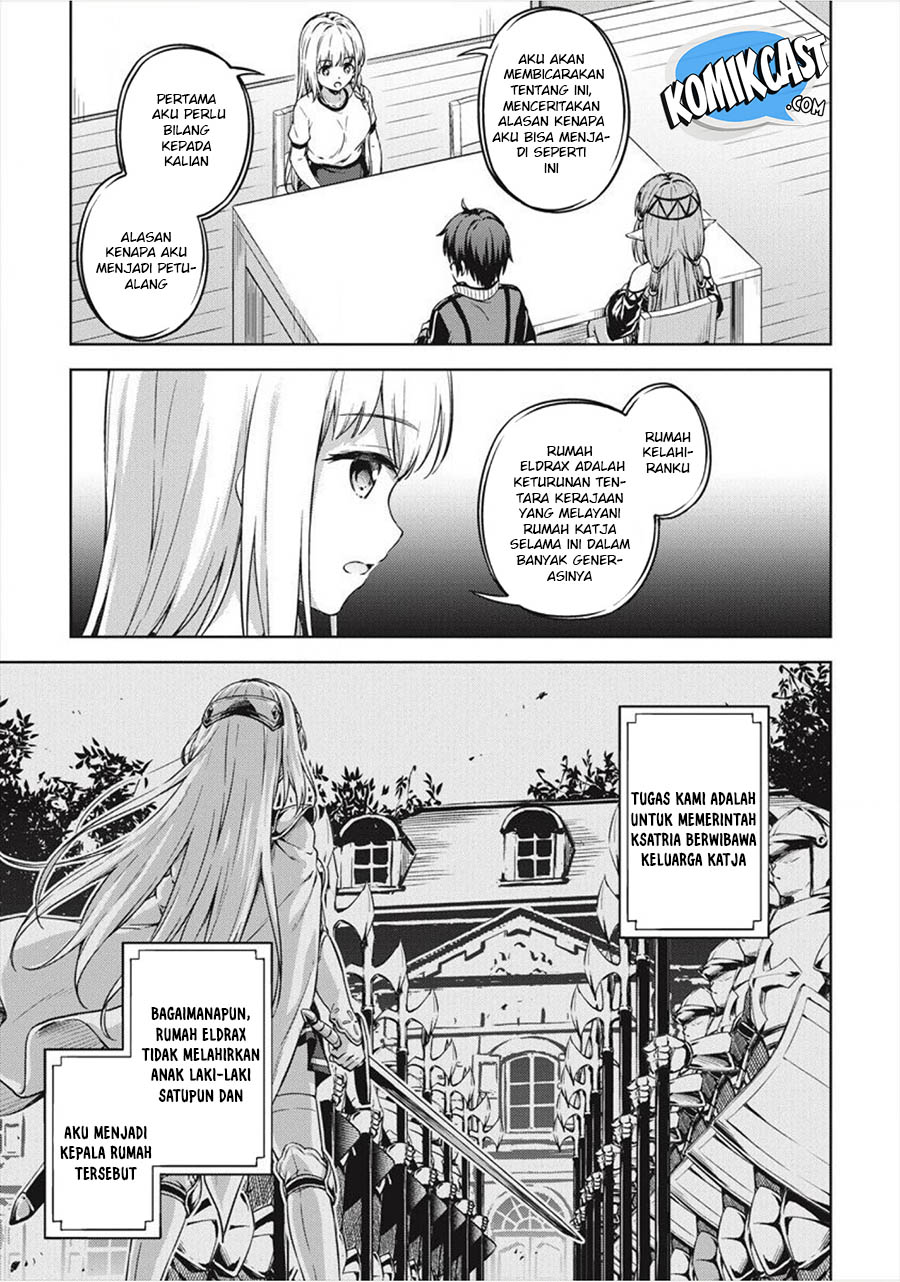 AKU AKAN
MEMBICARAKAN
TENTANG INI,
MENCERITAKAN
ALASAN KENAPA
AKU BISA MENJA-
DI SEPERTI
INI
KOMIKCAST
.COM
PERTAMA
AKU PERLU
BILANG
KEPADA
KALIAN
ALASAN
KENAPA AKU
MENJADI PETU-
ALANG
RUMAH
KELAHI-
RANKU
RUMAH
ELDRAX ADALAH
KETURUNAN TEN-
TARA KERAJAAN
YANG MELAYANI
RUMAH KATJA
SELAMA INI DALAM
BANYAK GENER-
ASINYA
TUGAS KAMI ADALAH
UNTUK MEMERINTAH
KSATRIA BERWIBAWA
KELUARGA KATJA
BAGAIMANAPUN,
RUMAH ELDRAX
TIDAK MELAHIRKAN
ANAK LAKI-LAKI
SATUPUN DAN
AKU MENJADI
KEPALA RUMAH
TERSEBUT